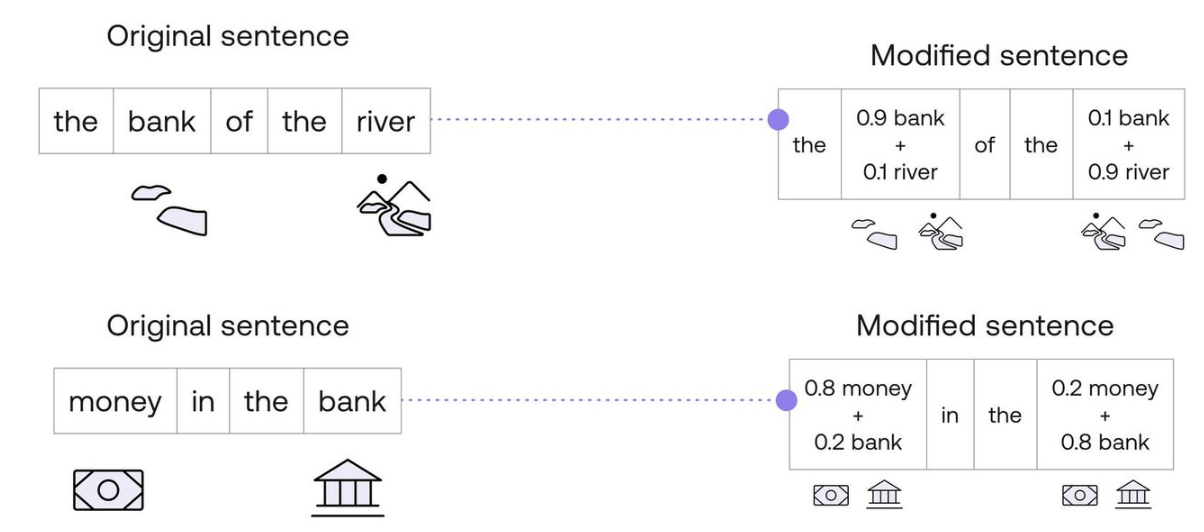 Original sentence
the bank of the river
Modified sentence
the
0.9 bank
+
0.1 river
of
the
0.1 bank
+
0.9 river
Original sentence
money in the bank
Modified sentence
0.8 money
+
0.2 bank
in
the
0.2 money
+
0.8 bank